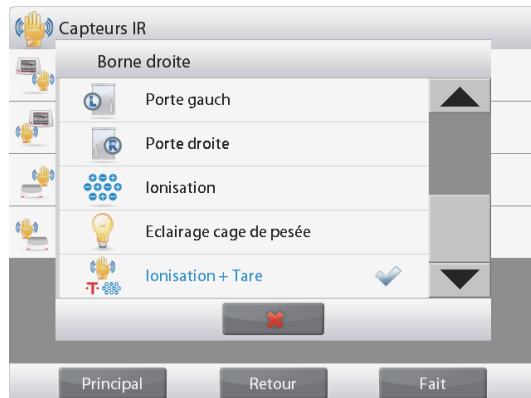 Capteurs IR
Borne droite
Porte gauch
Porte droite
Ionisation
Eclairage cage de pesée
Ionisation + Tare
Principal
Retour
Fait